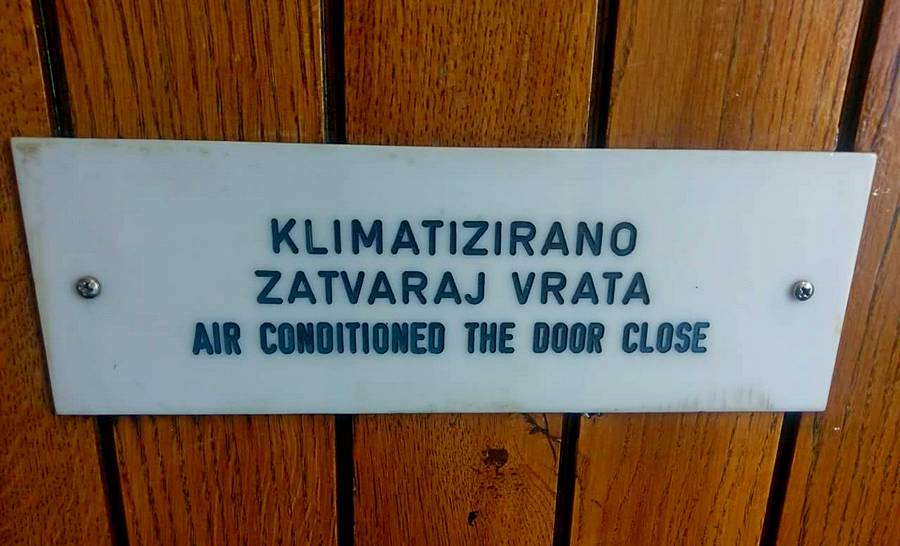 KLIMATIZIRANO
ZATVARAJ VRATA
AIR CONDITIONED THE DOOR CLOSE